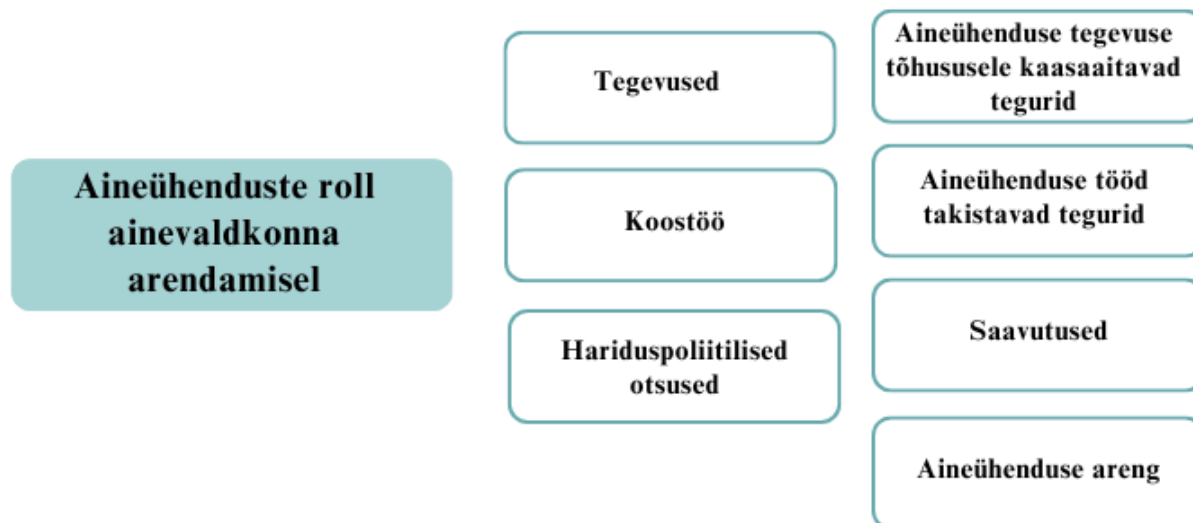 Aineühenduste roll
ainevaldkonna
arendamisel
Tegevused
Koostöö
Hariduspoliitilised
otsused
Aineühenduse tegevuse
tõhususele kaasaaitavad
tegurid
Aineühenduse tööd
takistavad tegurid
Saavutused
Aineühenduse areng